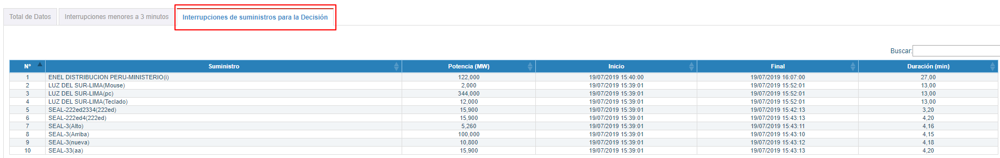 Total de Datos Interrupciones menores a 3 minutos Interrupciones de suministros para la Decisión
Buscar:
Nº Suministro Potencia (MW) Inicio Final Duración (min)
1 ENEL DISTRIBUCION PERU-MINISTERIO(i) 122,000 19/07/2019 15:40:00 19/07/2019 16:07:00 27,00
2 LUZ DEL SUR-LIMA(Mouse) 2,000 19/07/2019 15:39:01 19/07/2019 15:52:01 13,00
3 LUZ DEL SUR-LIMA(pc) 344,000 19/07/2019 15:39:01 19/07/2019 15:52:01 13,00
4 LUZ DEL SUR-LIMA(Teclado) 12,000 19/07/2019 15:39:01 19/07/2019 15:52:01 13,00
5 SEAL-222ed2334(222ed) 15,900 19/07/2019 15:39:01 19/07/2019 15:42:13 3,20
6 SEAL-222ed4(222ed) 15,900 19/07/2019 15:39:01 19/07/2019 15:43:13 4,20
7 SEAL-3(Alto) 5,260 19/07/2019 15:39:01 19/07/2019 15:43:11 4,16
8 SEAL-3(Arriba) 100,000 19/07/2019 15:39:01 19/07/2019 15:43:10 4,15
9 SEAL-3(nueva) 10,800 19/07/2019 15:39:01 19/07/2019 15:43:12 4,18
10 SEAL-33(aa) 15,900 19/07/2019 15:39:01 19/07/2019 15:43:13 4,20